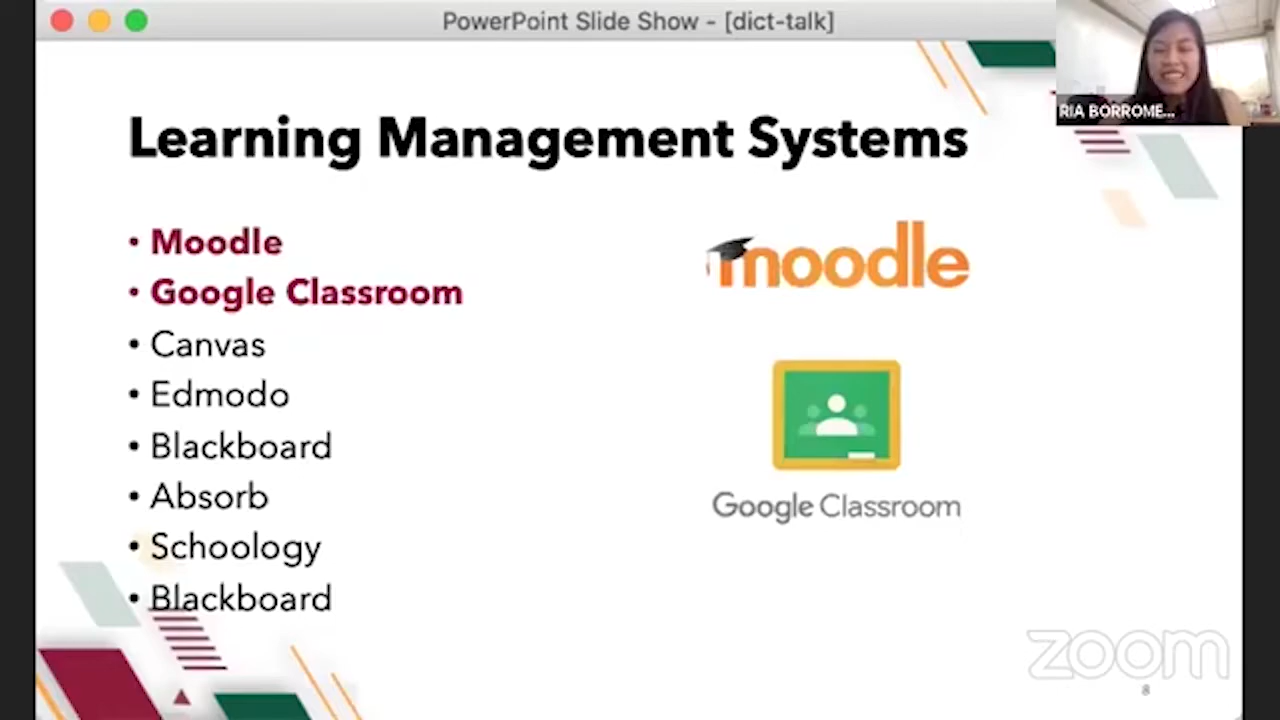 PowerPoint Slide Show - [dict-talk]
RIA BORROME...
Learning Management Systems
• Moodle
• Google Classroom
• Canvas
• Edmodo
• Blackboard
• Absorb
• Schoology
• Blackboard
moodle
Google Classroom
zoom
8